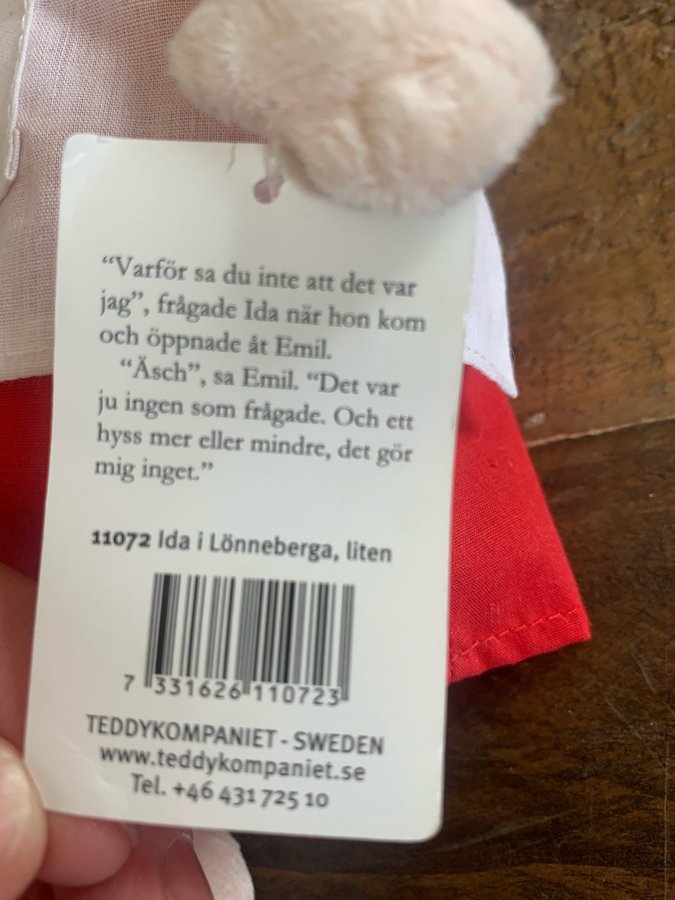 “Varför sa du inte att det var
jag”, frågade Ida när hon kom
och öppnade åt Emil.
“Äsch”, sa Emil. “Det var
ju ingen som frågade. Och ett
hyss mer eller mindre, det gör
mig inget.”
11072 Ida i Lönneberga, liten
7 331626 110723
TEDDYKOMPANIET - SWEDEN
www.teddykompaniet.se
Tel. +46 431 725 10